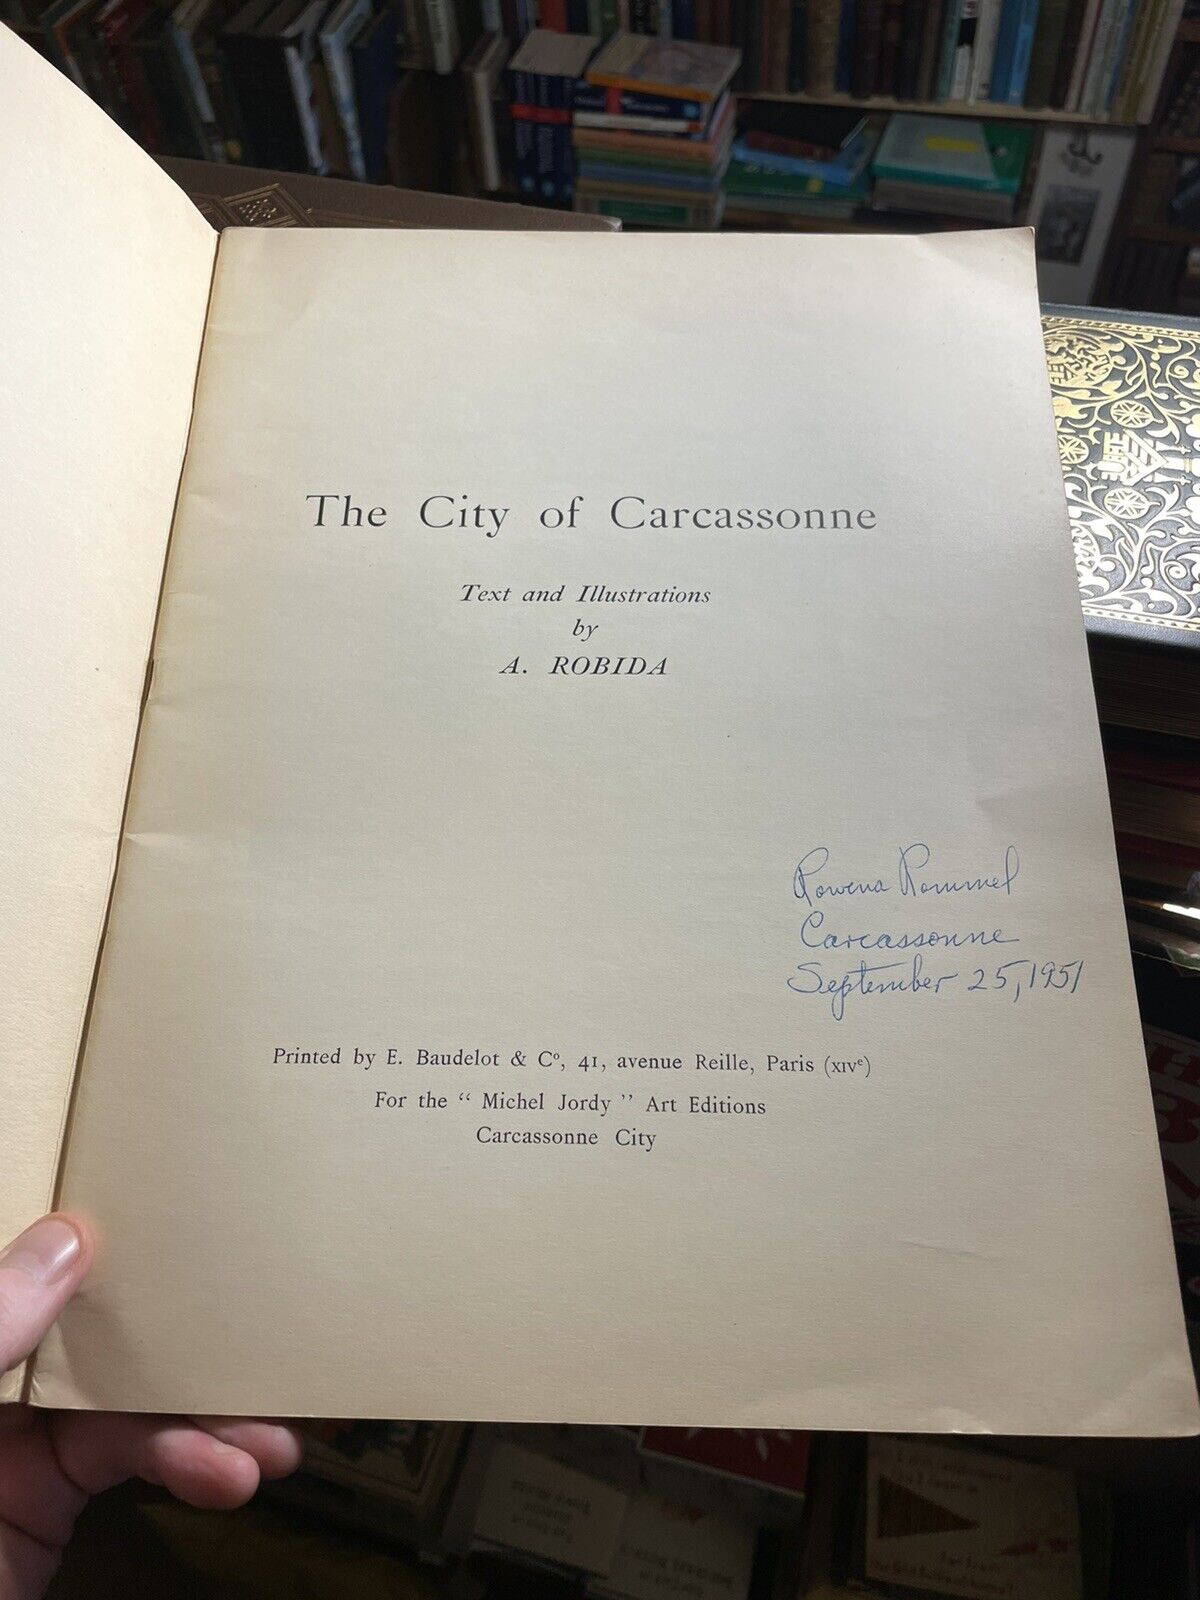 The City of Carcassonne
Text and Illustrations
by
A. ROBIDA
Rowena Rommel
Carcassonne
September 25, 1951
Printed by E. Baudelot & Cº, 41, avenue Reille, Paris (XIVe)
For the “ Michel Jordy ” Art Editions
Carcassonne City